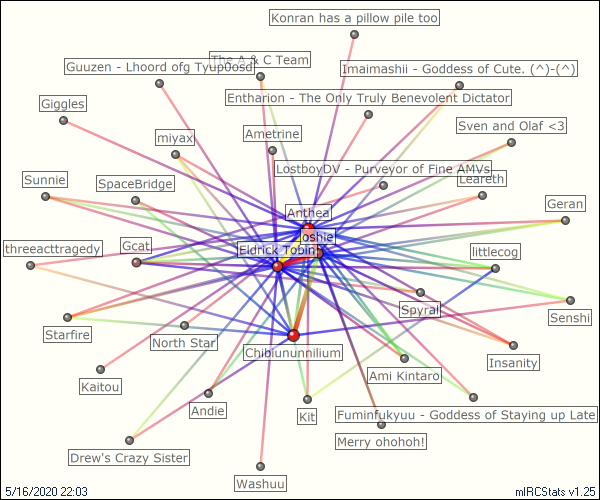 Konran has a pillow pile too
The A & C Team
Guuzen - Lhoord ofg Tyup0osd
Imaimashii - Goddess of Cute. (^)-(^)
Entharion - The Only Truly Benevolent Dictator
Giggles
Sven and Olaf <3
miyax
Ametrine
LostboyDV - Purveyor of Fine AMVs
Leareth
Sunnie
SpaceBridge
Geran
Anthea
Joshie
threeacttragedy
Gcat
Eldrick Tobin
littlecog
Spyral
Senshi
Starfire
North Star
Chibiununnilium
Insanity
Kaitou
Ami Kintaro
Andie
Kit
Fuminfukyuu - Goddess of Staying up Late
Merry ohohoh!
Drew's Crazy Sister
Washuu
5/16/2020 22:03
mIRCStats v1.25